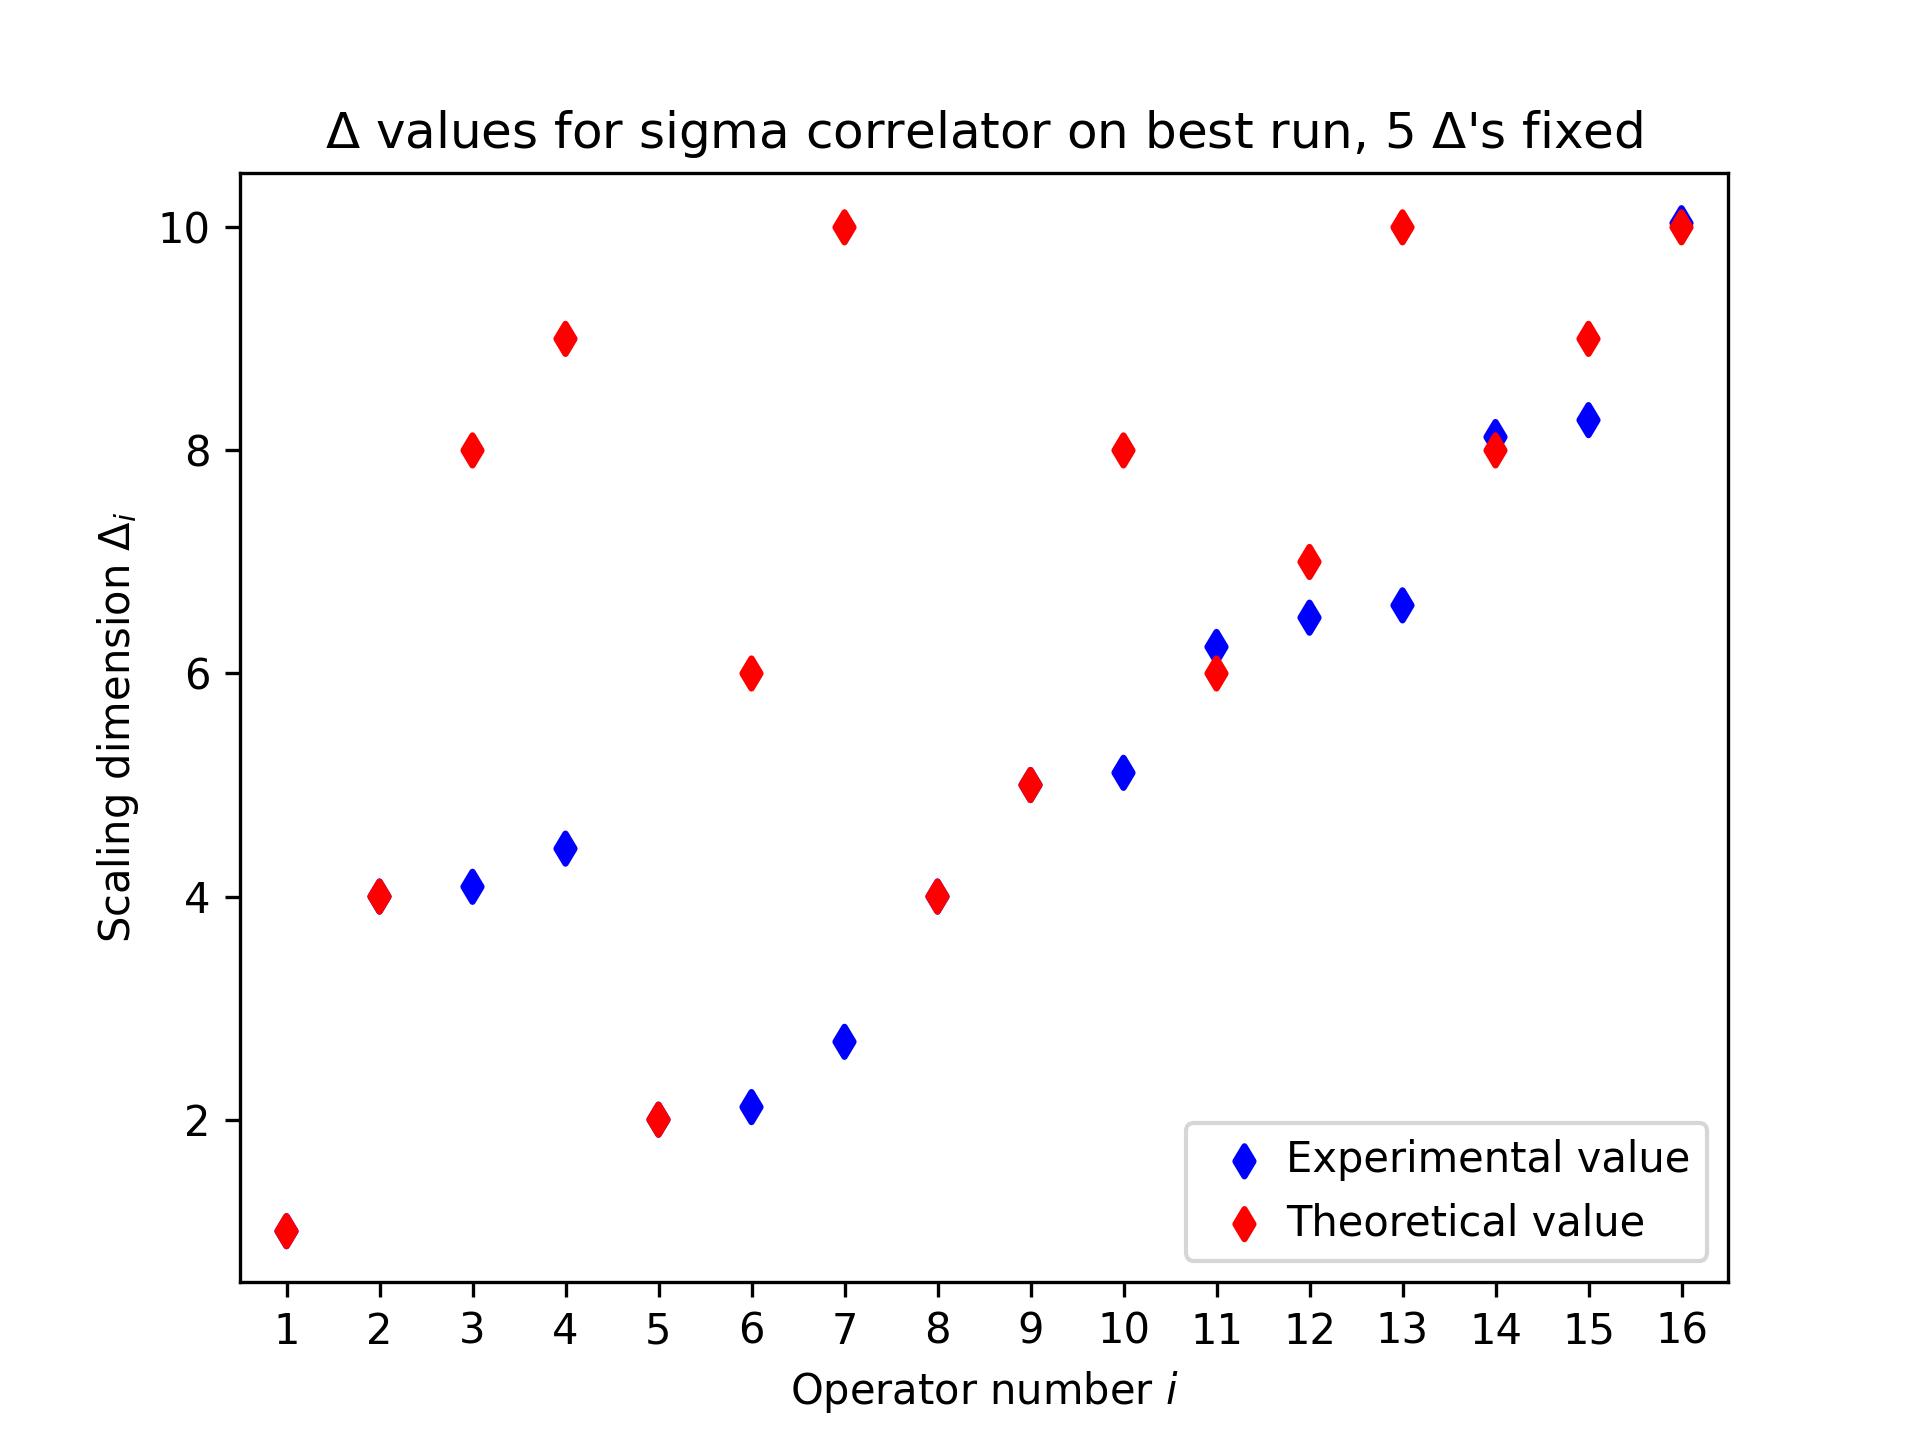 Δ values for sigma correlator on best run, 5 Δ's fixed
10
8
6
4
2
Scaling dimension Δi
Experimental value
Theoretical value
1 2 3 4 5 6 7 8 9 10 11 12 13 14 15 16
Operator number i